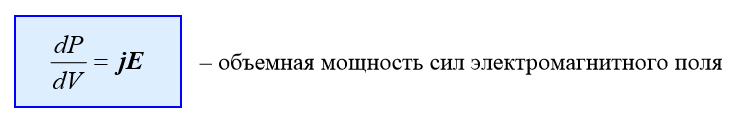 dP/dV = jE – объемная мощность сил электромагнитного поля